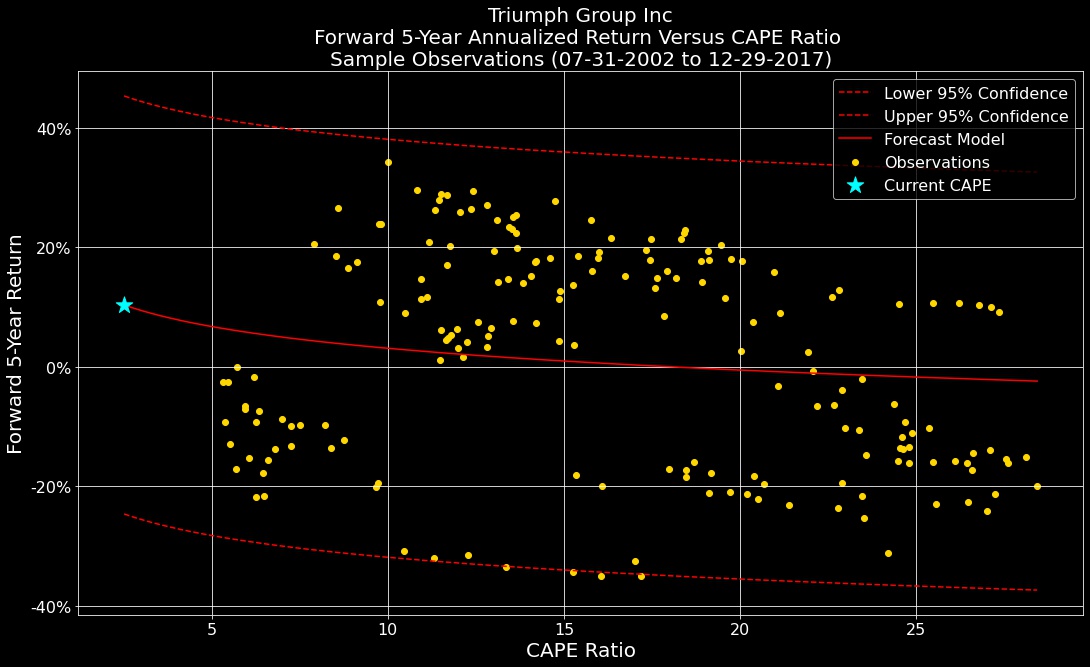 Triumph Group Inc
Forward 5-Year Annualized Return Versus CAPE Ratio
Sample Observations (07-31-2002 to 12-29-2017)
Lower 95% Confidence
Upper 95% Confidence
Forecast Model
Observations
Current CAPE
Forward 5-Year Return
40%
20%
0%
-20%
-40%
5
10
15
20
25
CAPE Ratio